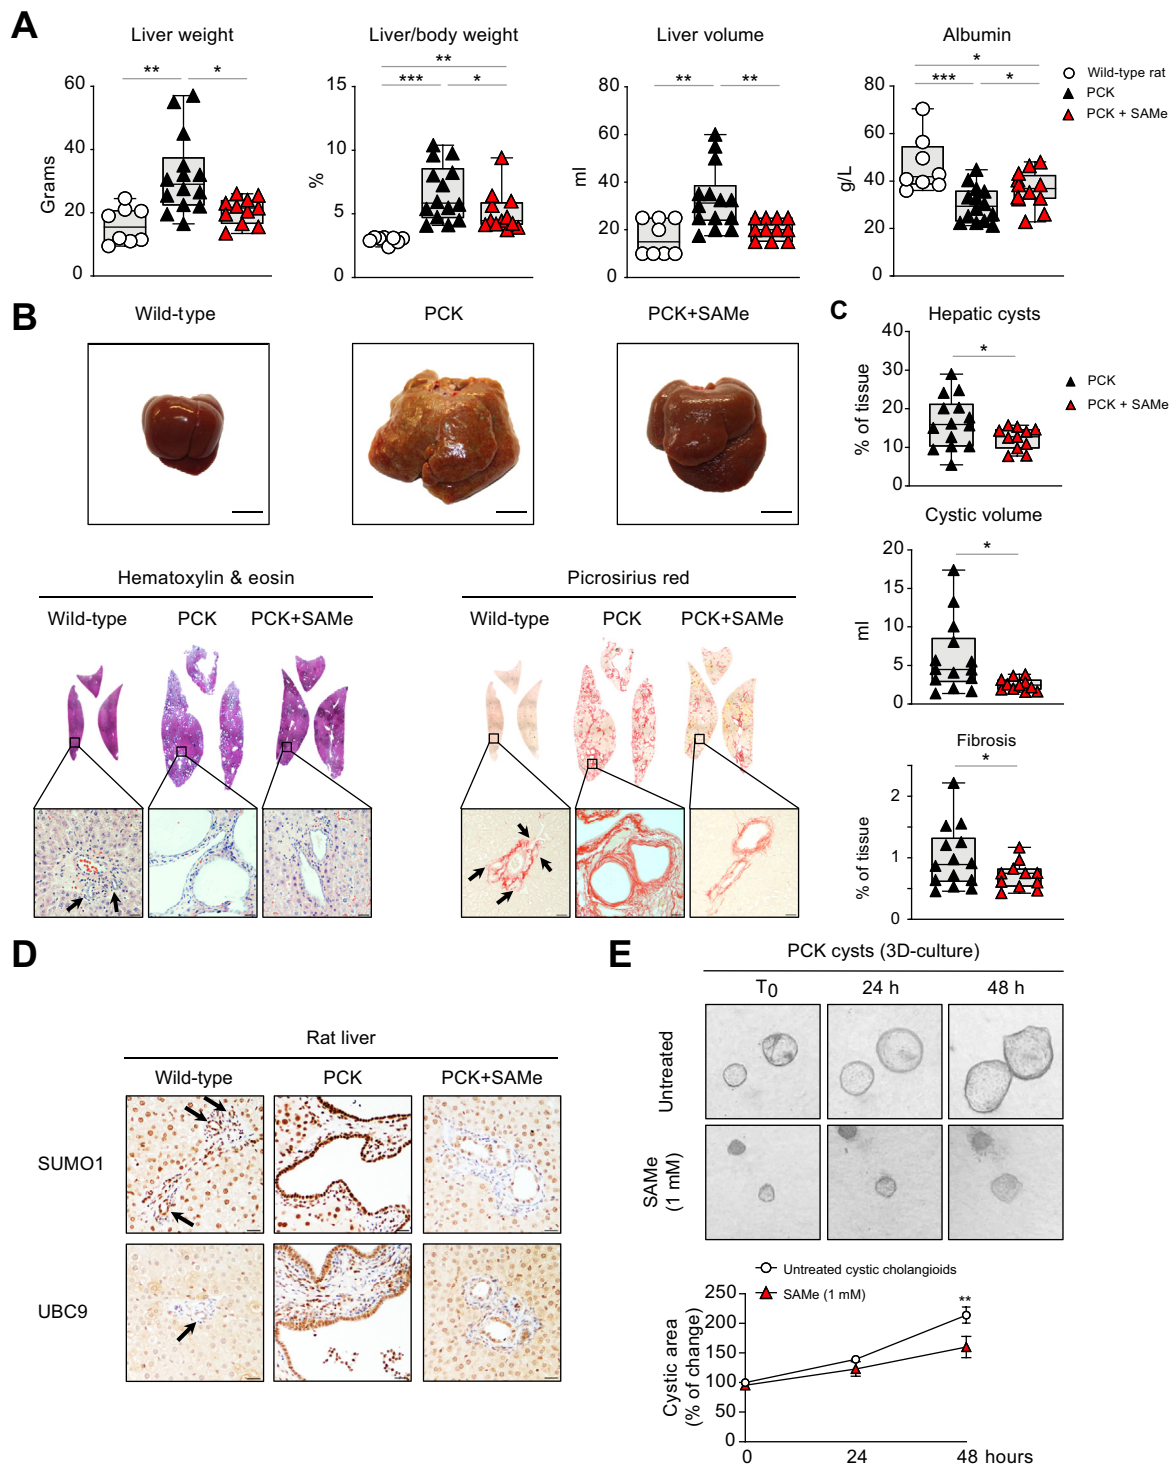 A
Liver weight
Liver/body weight
Liver volume
Albumin
** *
** *** *
** **
* *** *
Wild-type rat
PCK
PCK + SAMe
Grams
60
40
20
0
%
15
10
5
0
ml
80
60
40
20
0
g/L
80
60
40
20
0
B
Wild-type
PCK
PCK+SAMe
Hematoxylin & eosin
Wild-type PCK PCK+SAMe
Picrosirius red
Wild-type PCK PCK+SAMe
C
Hepatic cysts
*
% of tissue
40
30
20
10
0
PCK
PCK + SAMe
Cystic volume
*
ml
20
15
10
5
0
Fibrosis
*
% of tissue
2
1
0
D
Rat liver
Wild-type PCK PCK+SAMe
SUMO1
UBC9
E
PCK cysts (3D-culture)
T0 24 h 48 h
Untreated
SAMe
(1 mM)
Untreated cystic cholangioids
SAMe (1 mM)
**
Cystic area
(% of change)
250
200
150
100
50
0
0 24 48 hours